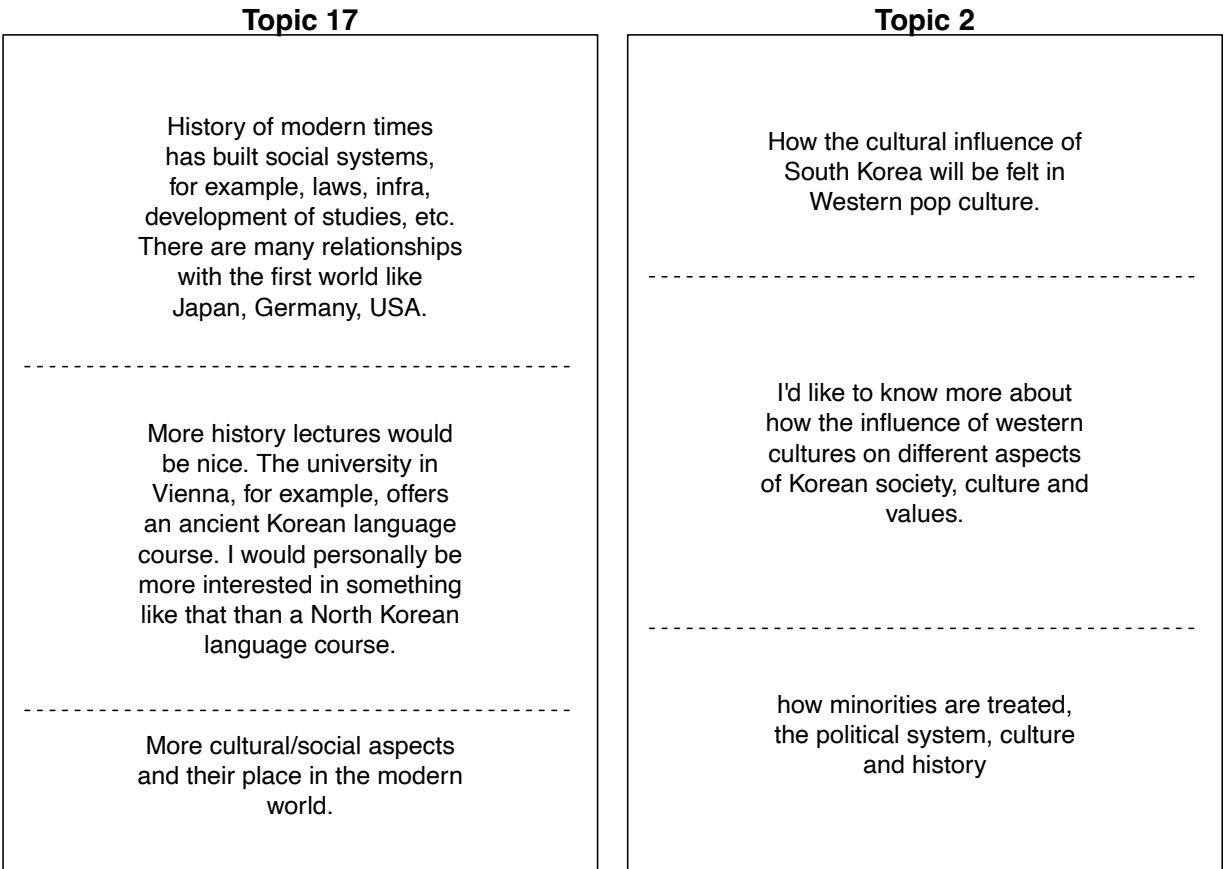 Topic 17
History of modern times
has built social systems,
for example, laws, infra,
development of studies, etc.
There are many relationships
with the first world like
Japan, Germany, USA.
More history lectures would
be nice. The university in
Vienna, for example, offers
an ancient Korean language
course. I would personally be
more interested in something
like that than a North Korean
language course.
More cultural/social aspects
and their place in the modern
world.
Topic 2
How the cultural influence of
South Korea will be felt in
Western pop culture.
I'd like to know more about
how the influence of western
cultures on different aspects
of Korean society, culture and
values.
how minorities are treated,
the political system, culture
and history